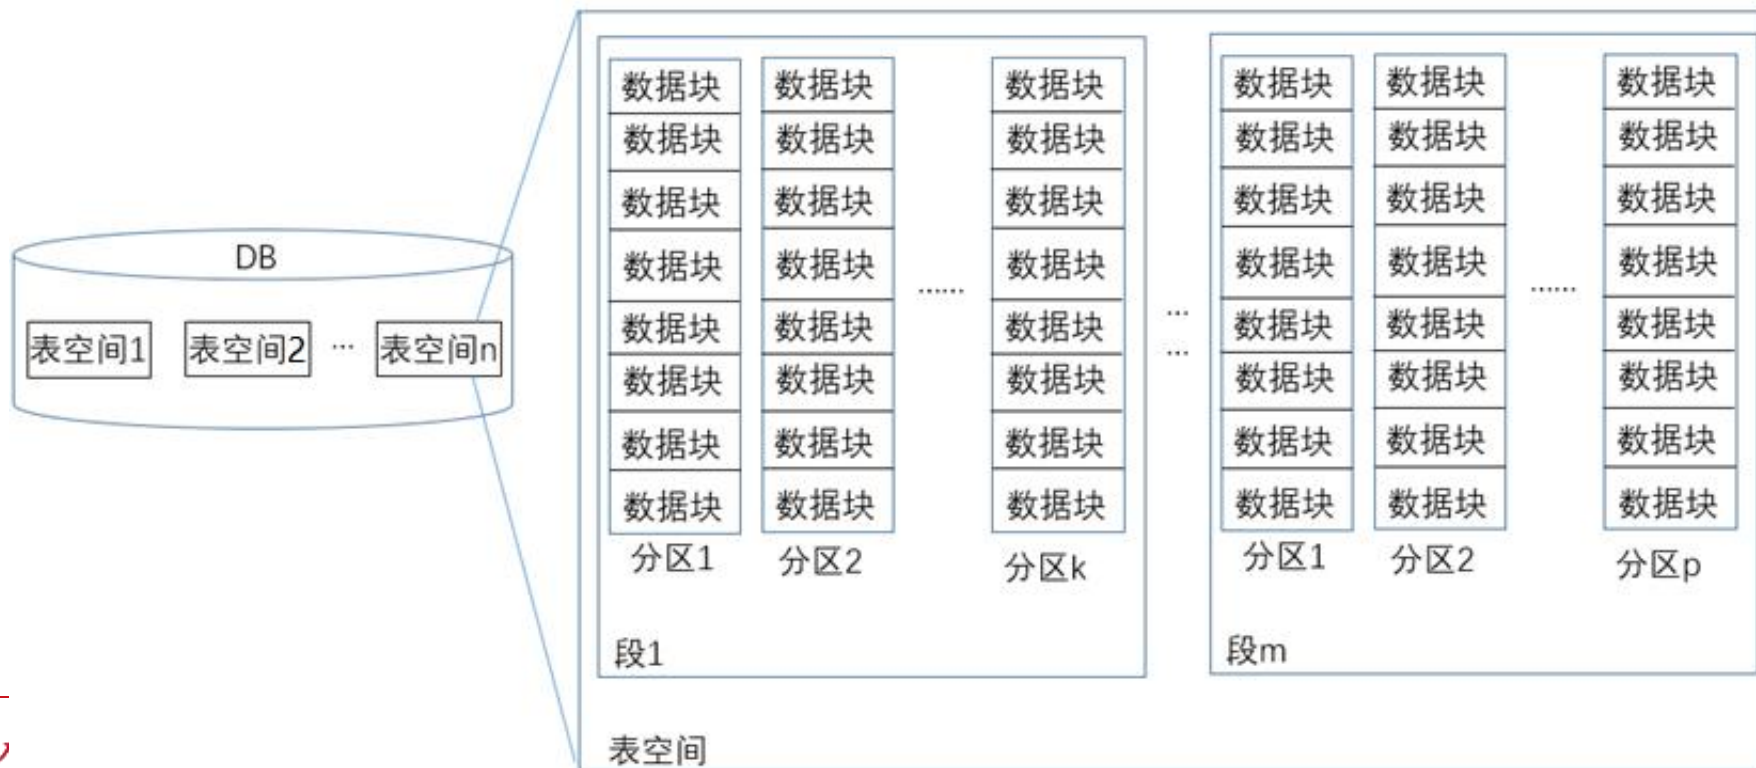 DB
表空间1 表空间2 ... 表空间n
数据块 数据块 数据块 数据块 数据块 数据块
数据块 数据块 数据块 数据块 数据块 数据块
数据块 数据块 数据块 数据块 数据块 数据块
数据块 数据块 ...... 数据块 数据块 数据块 ...... 数据块
数据块 数据块 数据块 ... 数据块 数据块 数据块
数据块 数据块 数据块 ... 数据块 数据块 数据块
数据块 数据块 数据块 数据块 数据块 数据块
数据块 数据块 数据块 数据块 数据块 数据块
分区1 分区2 分区k 分区1 分区2 分区p
段1 段m
表空间